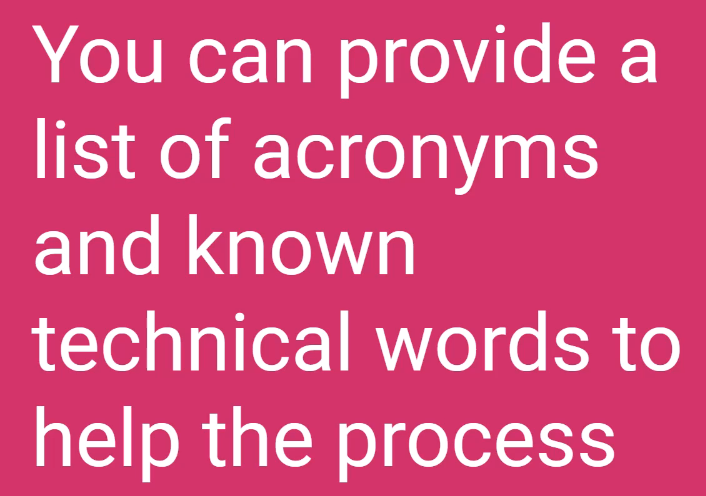 You can provide a
list of acronyms
and known
technical words to
help the process